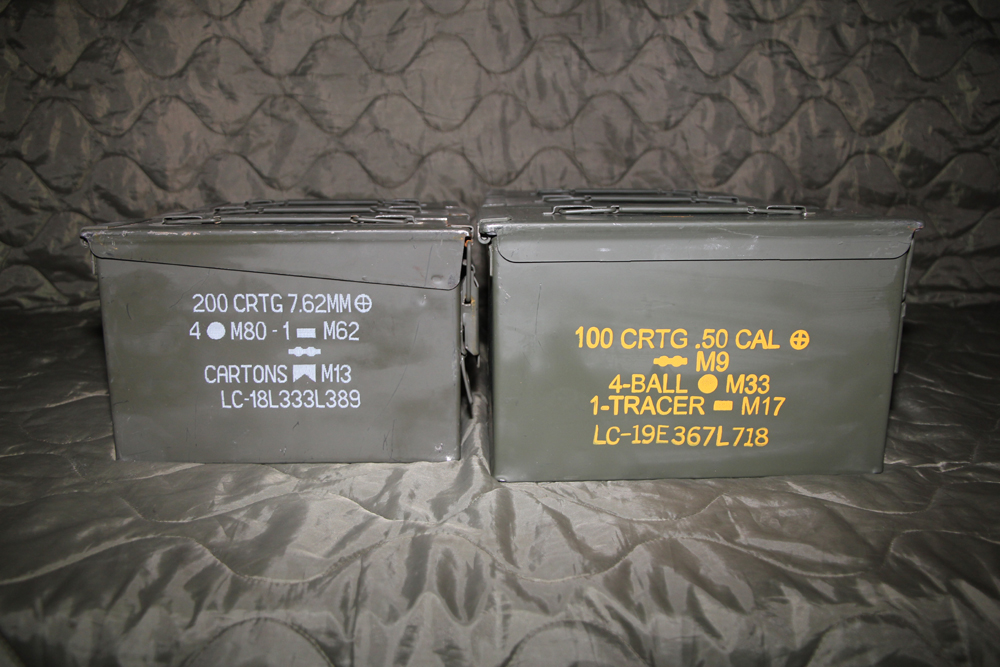 200 CRTG 7.62MM
4 M80 - 1 M62
CARTONS M13
LC-18L333L389
100 CRTG .50 CAL
M9
4-BALL M33
1-TRACER M17
LC-19E367L718